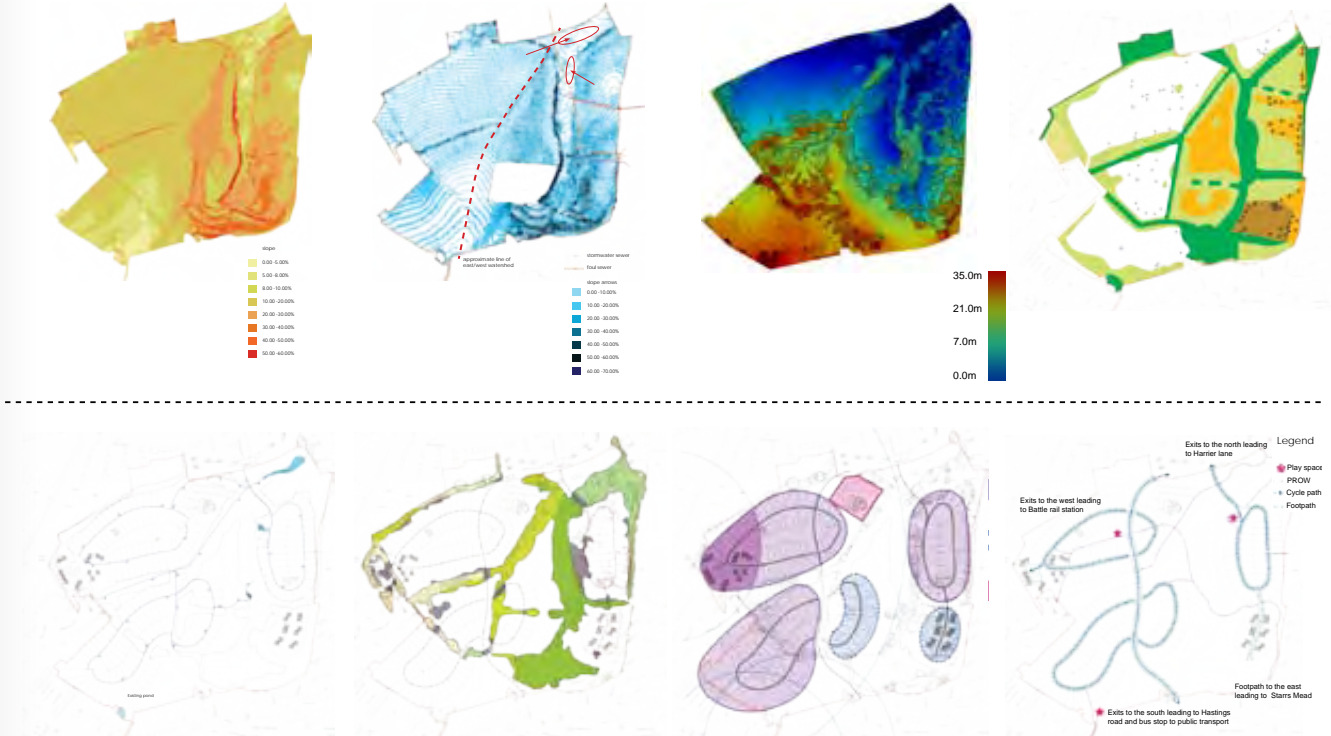 slope
0.00 -5.00%
5.00 -8.00%
8.00 -10.00%
10.00 -20.00%
20.00 -30.00%
30.00 -40.00%
40.00 -50.00%
50.00 -60.00%
approximate line of
east/west watershed
stormwater sewer
foul sewer
slope arrows
0.00 -10.00%
10.00 -20.00%
20.00 -30.00%
30.00 -40.00%
40.00 -50.00%
50.00 -60.00%
60.00 -70.00%
35.0m
21.0m
7.0m
0.0m
Exits to the north leading
to Harrier lane
Legend
Play space
PROW
Cycle path
Footpath
Exits to the west leading
to Battle rail station
Footpath to the east
leading to Starrs Mead
Exits to the south leading to Hastings
road and bus stop to public transport